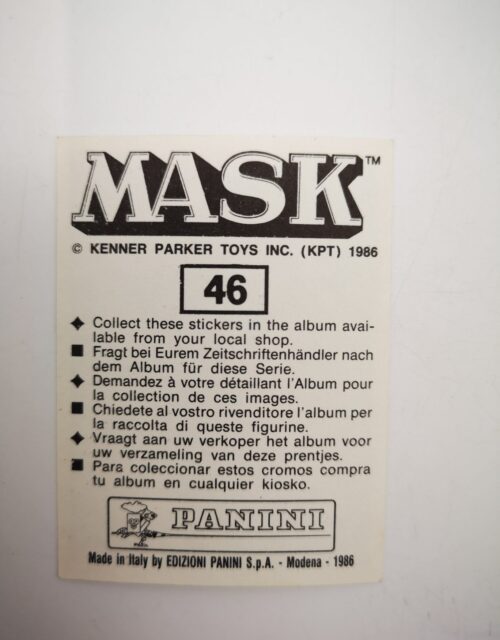 MASK™
© KENNER PARKER TOYS INC. (KPT) 1986
46
◆ Collect these stickers in the album avai-
lable from your local shop.
■ Fragt bei Eurem Zeitschriftenhändler nach
dem Album für diese Serie.
◆ Demandez à votre détaillant l'Album pour
la collection de ces images.
■ Chiedete al vostro rivenditore l'album per
la raccolta di queste figurine.
◆ Vraagt aan uw verkoper het album voor
uw verzameling van deze prentjes.
■ Para coleccionar estos cromos compra
tu album en cualquier kiosko.
PANINI
Made in Italy by EDIZIONI PANINI S.p.A. - Modena - 1986